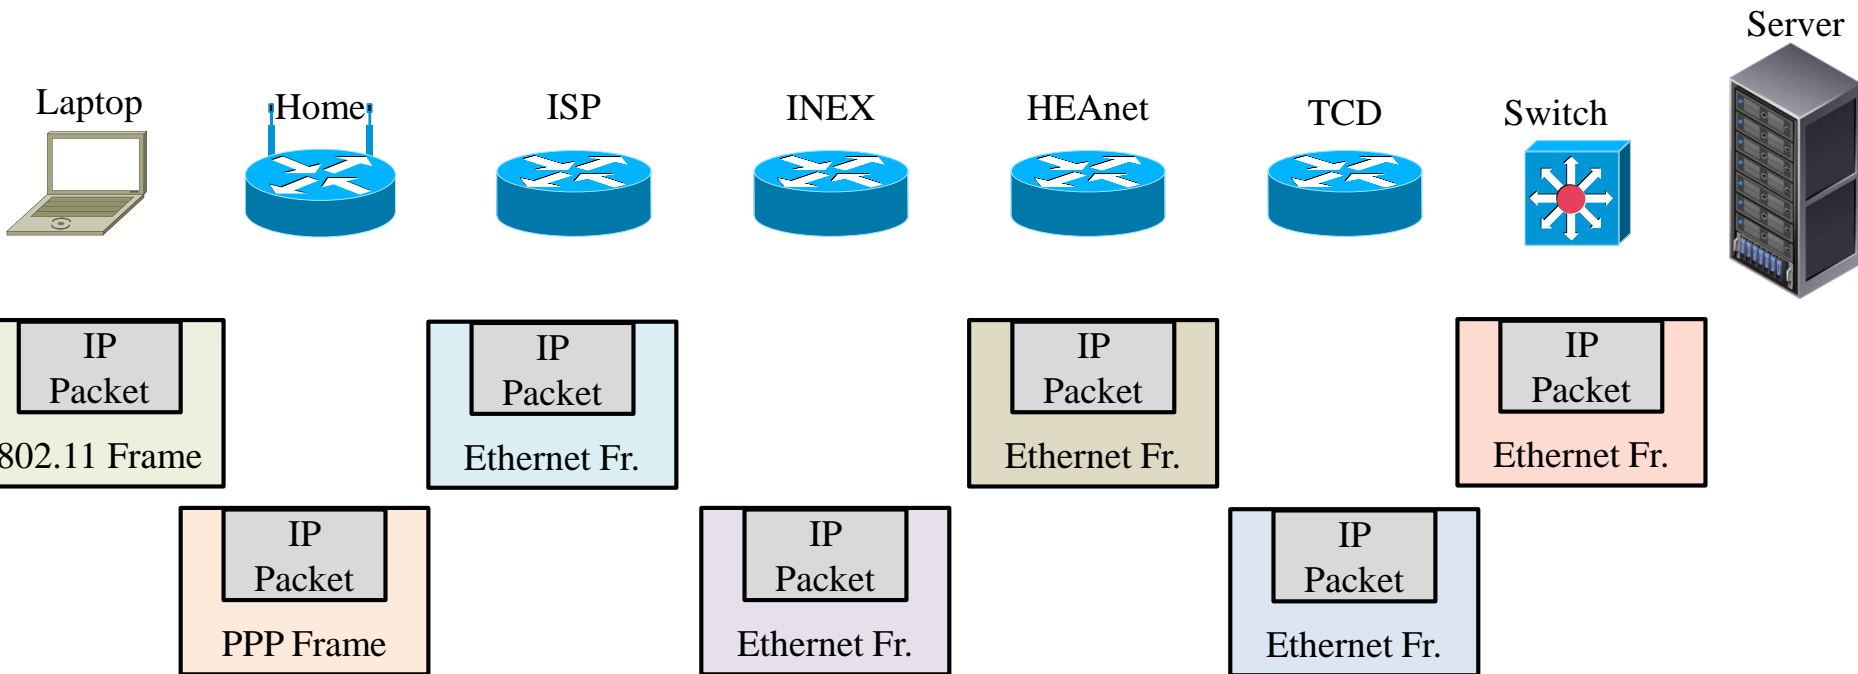 Server
Laptop
Home
ISP
INEX
HEAnet
TCD
Switch
IP
Packet
802.11 Frame
IP
Packet
Ethernet Fr.
IP
Packet
Ethernet Fr.
IP
Packet
Ethernet Fr.
IP
Packet
PPP Frame
IP
Packet
Ethernet Fr.
IP
Packet
Ethernet Fr.